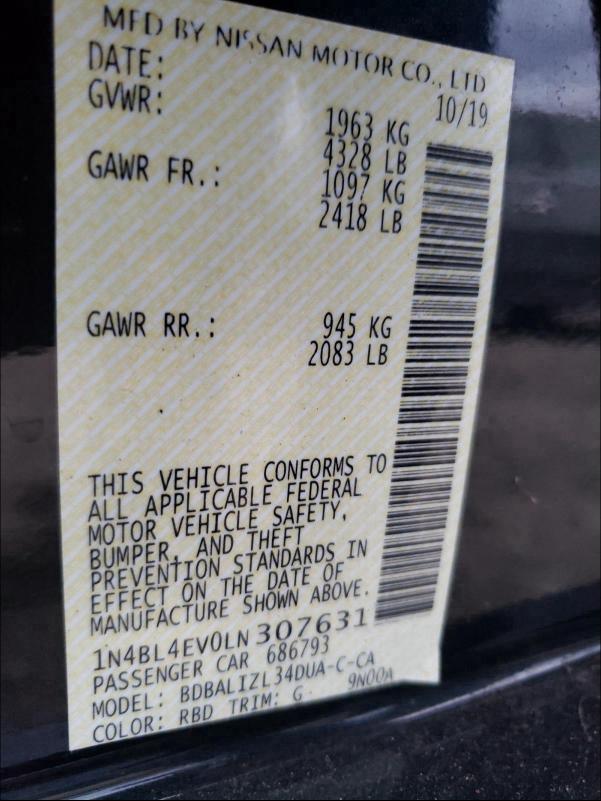 MFD BY NISSAN MOTOR CO., LTD
DATE: 10/19
GVWR: 1963 KG
4328 LB
GAWR FR.: 1097 KG
2418 LB
GAWR RR.: 945 KG
2083 LB
THIS VEHICLE CONFORMS TO
ALL APPLICABLE FEDERAL
MOTOR VEHICLE SAFETY,
BUMPER, AND THEFT
PREVENTION STANDARDS IN
EFFECT ON THE DATE OF
MANUFACTURE SHOWN ABOVE.
1N4BL4EV0LN307631
PASSENGER CAR 686793
MODEL: BDBALIZL34DUA-C-CA
COLOR: RBD TRIM: G 9N00A